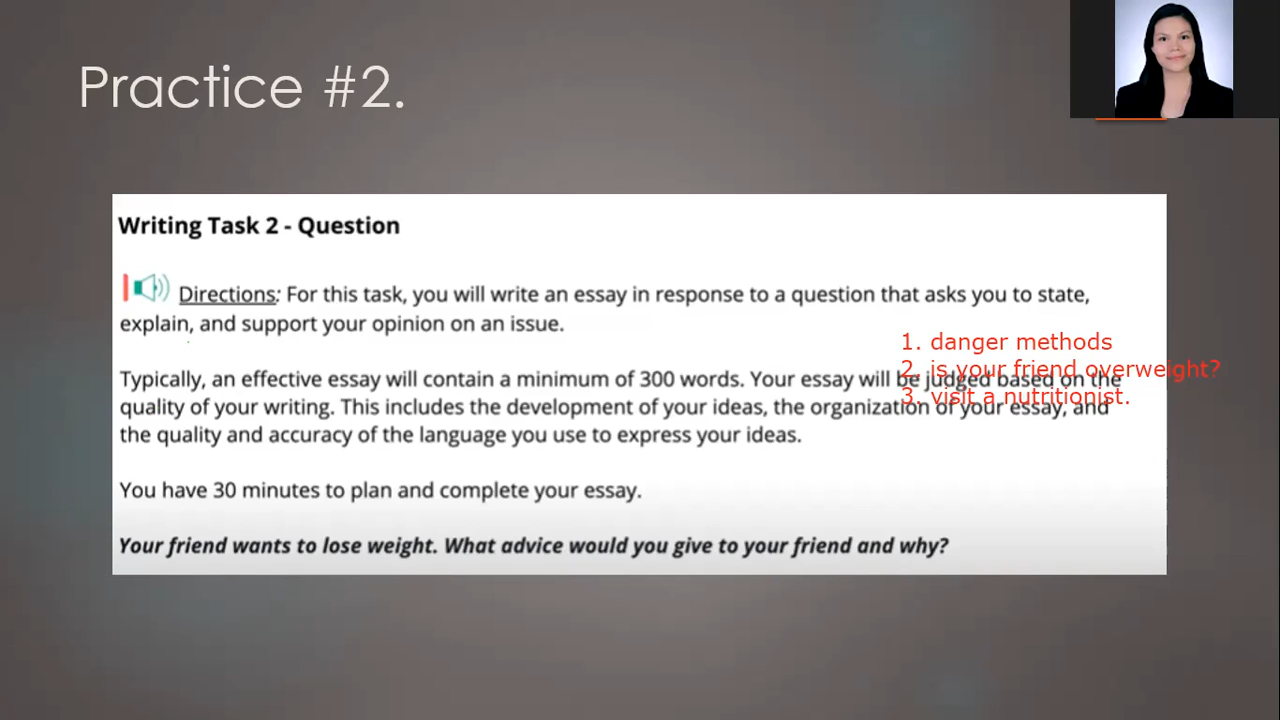 Practice #2.
Writing Task 2 - Question
Directions: For this task, you will write an essay in response to a question that asks you to state,
explain, and support your opinion on an issue.
1. danger methods
2. is your friend overweight?
3. visit a nutritionist.
Typically, an effective essay will contain a minimum of 300 words. Your essay will be judged based on the
quality of your writing. This includes the development of your ideas, the organization of your essay, and
the quality and accuracy of the language you use to express your ideas.
You have 30 minutes to plan and complete your essay.
Your friend wants to lose weight. What advice would you give to your friend and why?